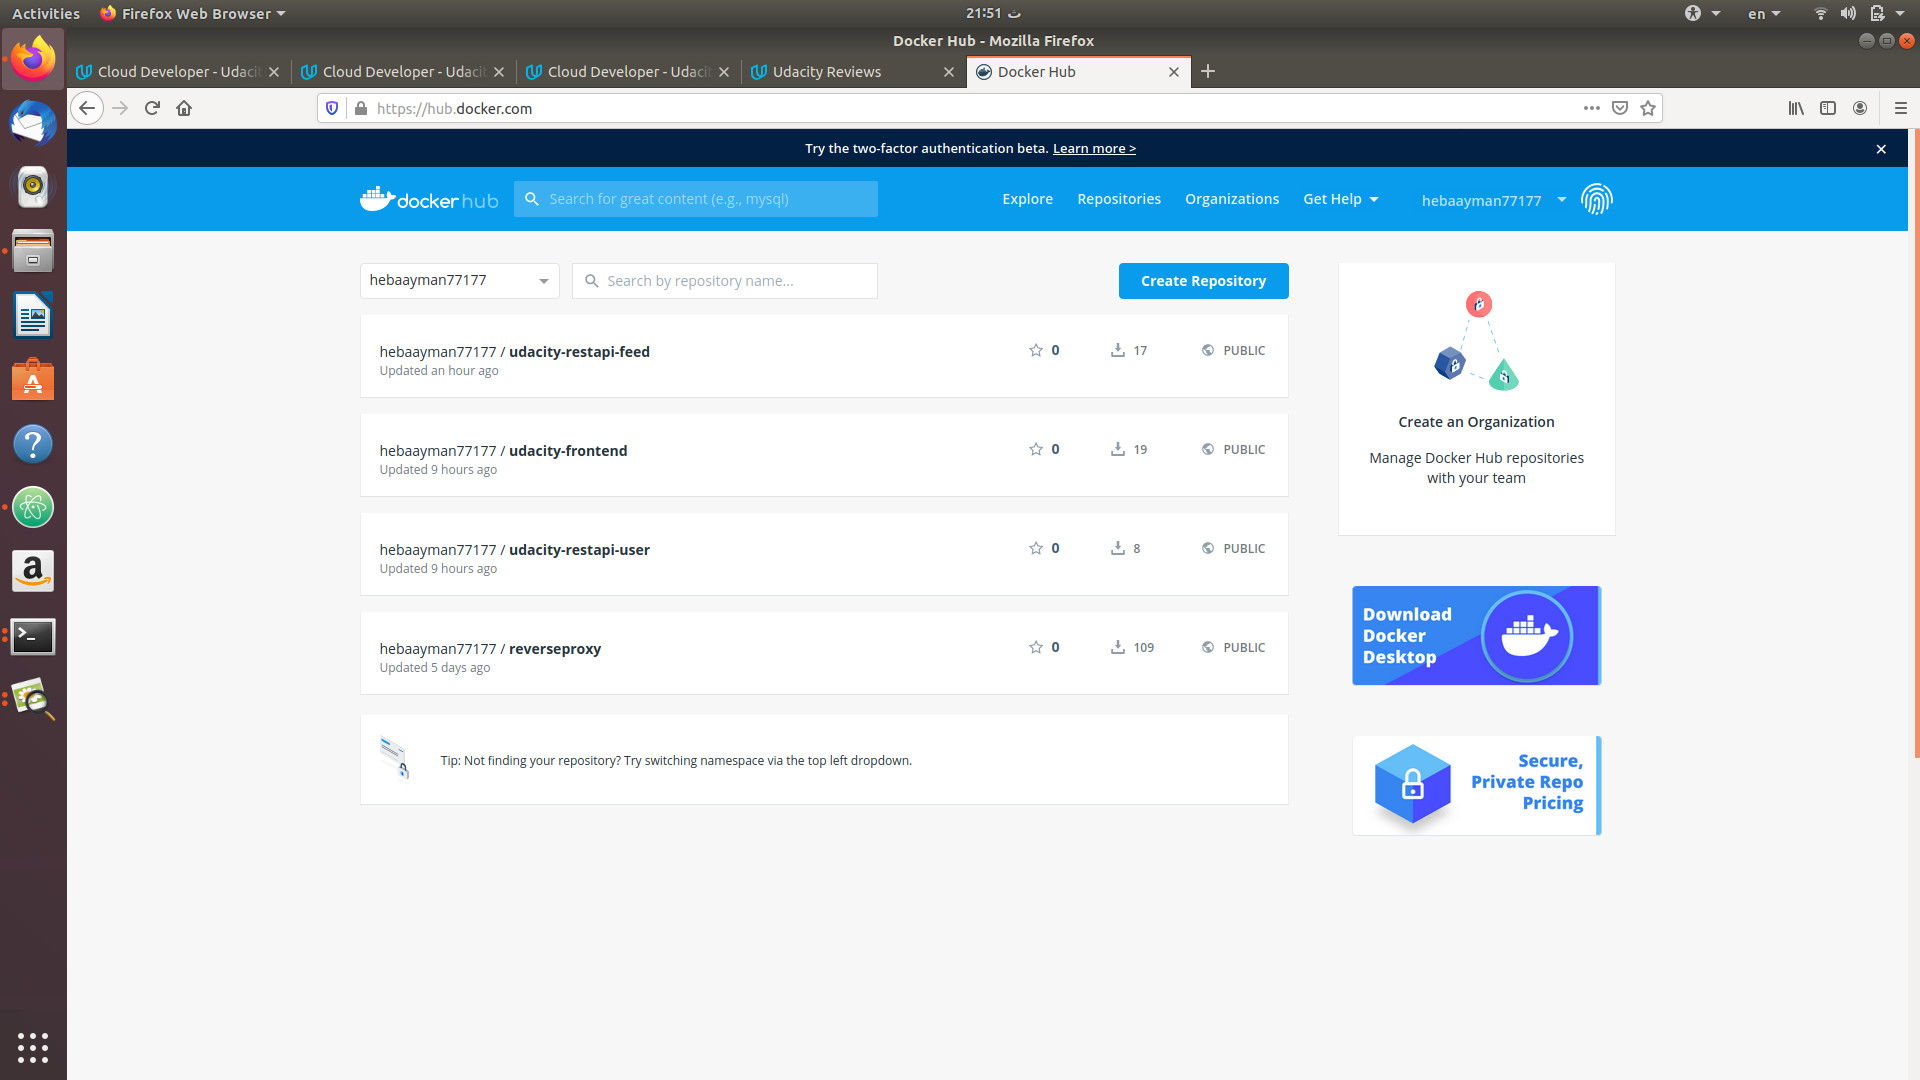 Activities
Firefox Web Browser
21:51 ث
en
Docker Hub - Mozilla Firefox
Cloud Developer - Udaci
Cloud Developer - Udaci
Cloud Developer - Udaci
Udacity Reviews
Docker Hub
https://hub.docker.com
Try the two-factor authentication beta. Learn more >
docker hub
Search for great content (e.g., mysql)
Explore
Repositories
Organizations
Get Help
hebaayman77177
hebaayman77177
Search by repository name...
Create Repository
hebaayman77177 / udacity-restapi-feed
Updated an hour ago
0
17
PUBLIC
hebaayman77177 / udacity-frontend
Updated 9 hours ago
0
19
PUBLIC
hebaayman77177 / udacity-restapi-user
Updated 9 hours ago
0
8
PUBLIC
hebaayman77177 / reverseproxy
Updated 5 days ago
0
109
PUBLIC
Tip: Not finding your repository? Try switching namespace via the top left dropdown.
Create an Organization
Manage Docker Hub repositories
with your team
Download
Docker
Desktop
Secure,
Private Repo
Pricing